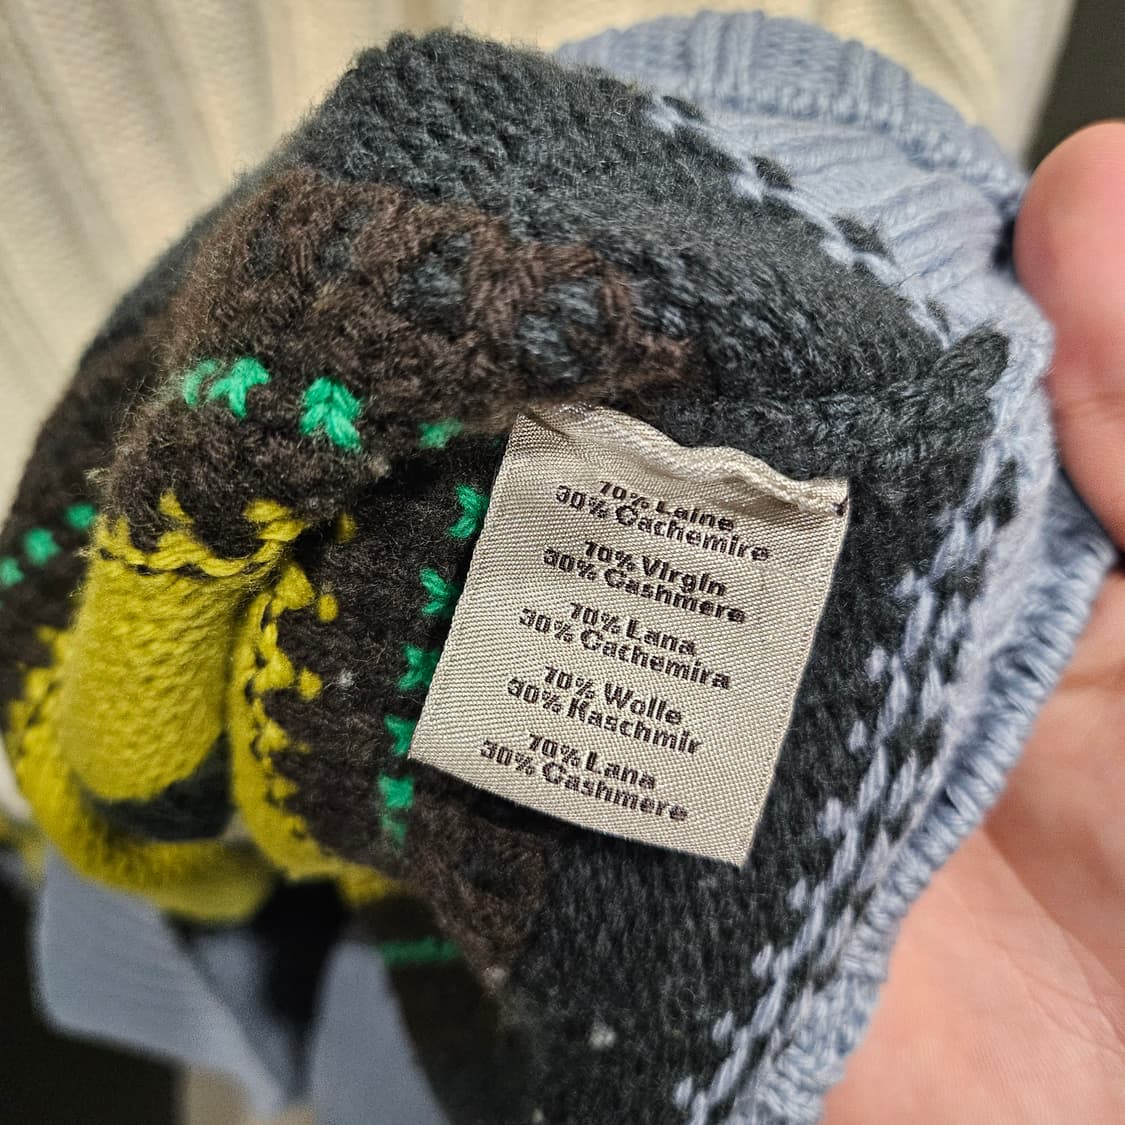 70% Laine
30% Cachemire
70% Virgin
30% Cashmere
70% Lana
30% Cachemira
70% Wolle
30% Kaschmir
70% Lana
30% Cashmere